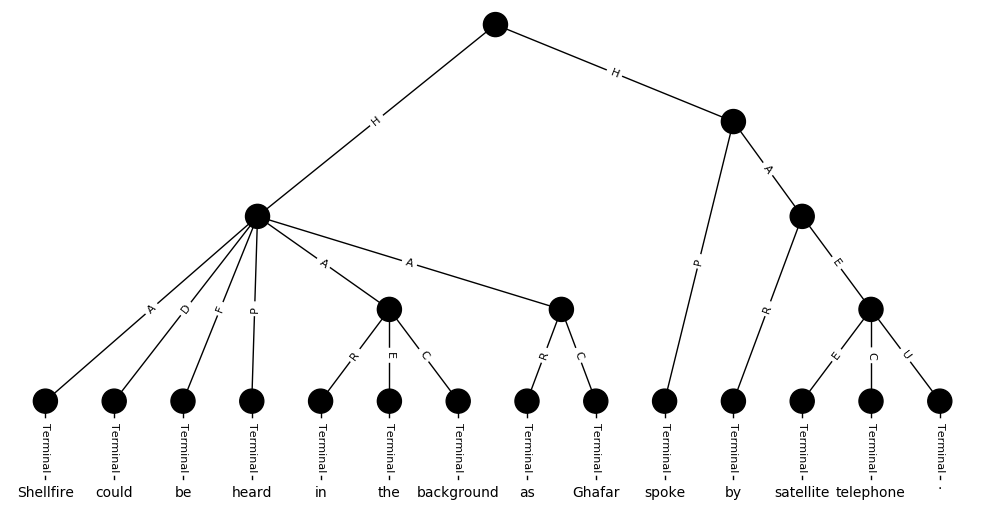 H H
A
A D F P A A P R E
R E C R C E C U
Terminal Terminal Terminal Terminal Terminal Terminal Terminal Terminal Terminal Terminal Terminal Terminal Terminal Terminal
Shellfire could be heard in the background as Ghafar spoke by satellite telephone .